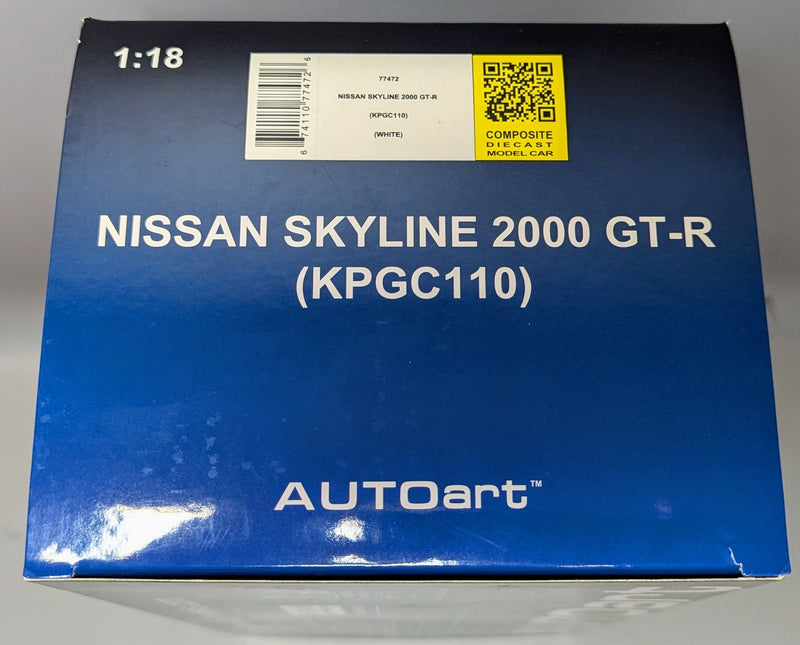 1:18
77472
NISSAN SKYLINE 2000 GT-R
(KPGC110)
(WHITE)
6 74110 77472 6
COMPOSITE
DIECAST
MODEL CAR
NISSAN SKYLINE 2000 GT-R
(KPGC110)
AUTOart™